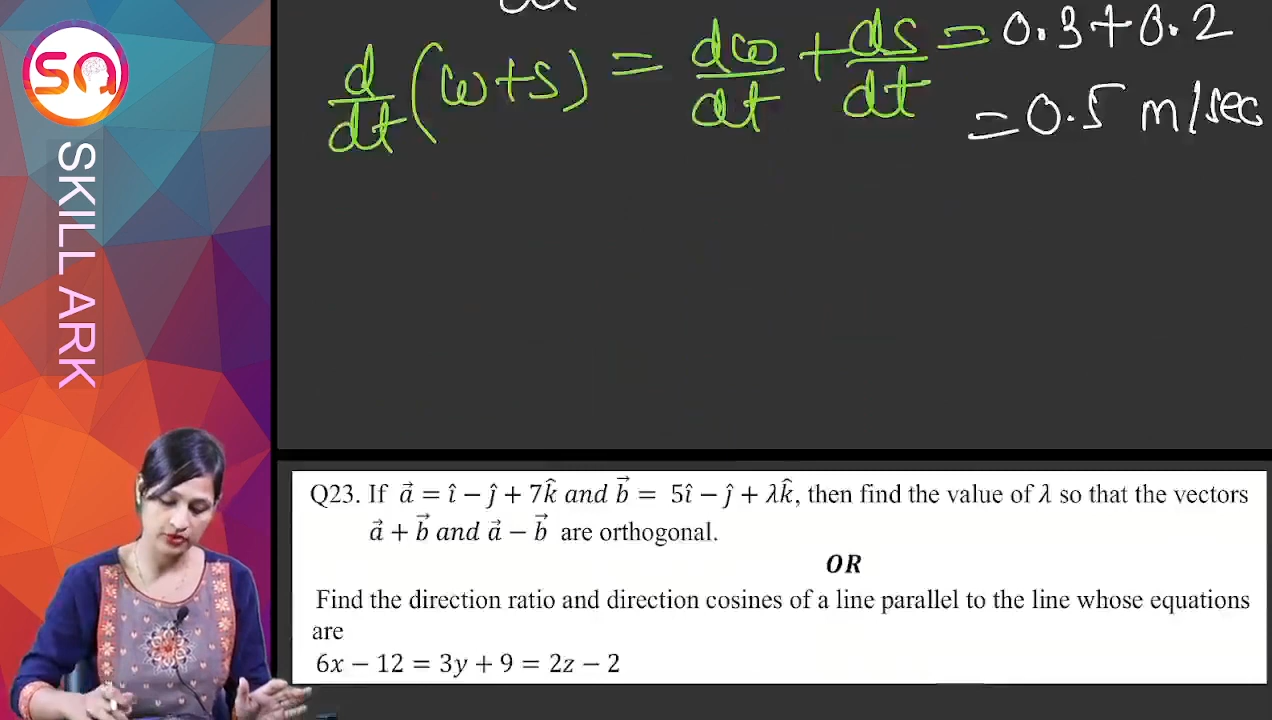 SA
SKILL ARK
d/dt (ω+s) = dω/dt + ds/dt = 0.3+0.2
= 0.5 m/sec
Q23. If a⃗ = î − ĵ + 7k̂ and b⃗ = 5î − ĵ + λk̂, then find the value of λ so that the vectors
a⃗ + b⃗ and a⃗ − b⃗ are orthogonal.
OR
Find the direction ratio and direction cosines of a line parallel to the line whose equations
are
6x − 12 = 3y + 9 = 2z − 2